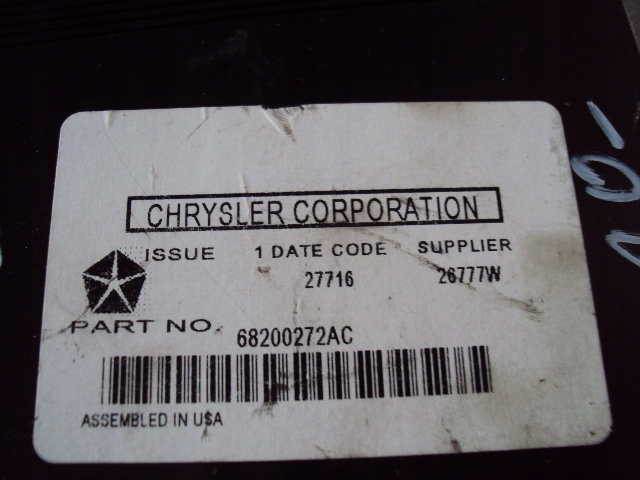 CHRYSLER CORPORATION
ISSUE 1 DATE CODE SUPPLIER
27716 26777W
PART NO. 68200272AC
ASSEMBLED IN USA